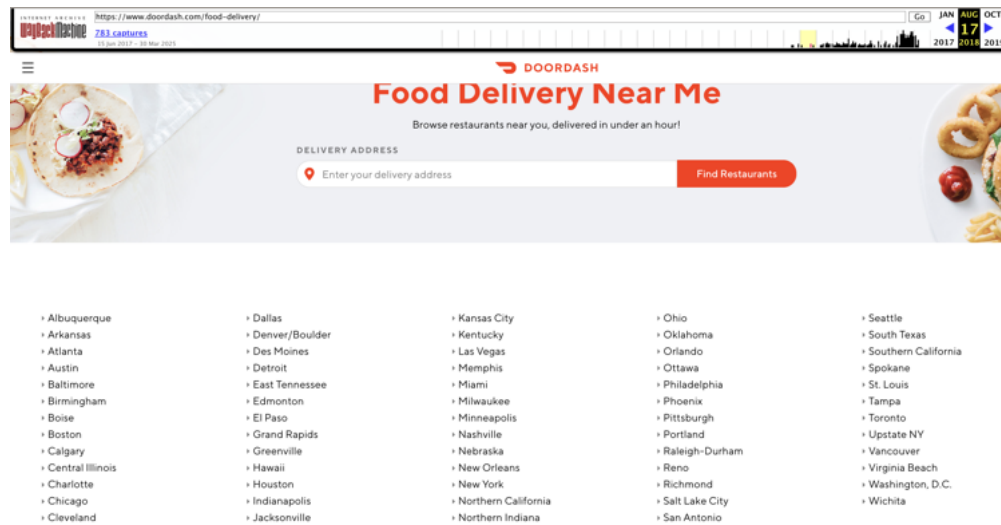 INTERNET ARCHIVE
WayBackMachine
https://www.doordash.com/food-delivery/
Go
783 captures
15 Jun 2017 – 30 Mar 2025
JAN AUG OCT
17
2017 2018 2019
DOORDASH
Food Delivery Near Me
Browse restaurants near you, delivered in under an hour!
DELIVERY ADDRESS
Enter your delivery address
Find Restaurants
Albuquerque
Arkansas
Atlanta
Austin
Baltimore
Birmingham
Boise
Boston
Calgary
Central Illinois
Charlotte
Chicago
Cleveland
Dallas
Denver/Boulder
Des Moines
Detroit
East Tennessee
Edmonton
El Paso
Grand Rapids
Greenville
Hawaii
Houston
Indianapolis
Jacksonville
Kansas City
Kentucky
Las Vegas
Memphis
Miami
Milwaukee
Minneapolis
Nashville
Nebraska
New Orleans
New York
Northern California
Northern Indiana
Ohio
Oklahoma
Orlando
Ottawa
Philadelphia
Phoenix
Pittsburgh
Portland
Raleigh-Durham
Reno
Richmond
Salt Lake City
San Antonio
Seattle
South Texas
Southern California
Spokane
St. Louis
Tampa
Toronto
Upstate NY
Vancouver
Virginia Beach
Washington, D.C.
Wichita